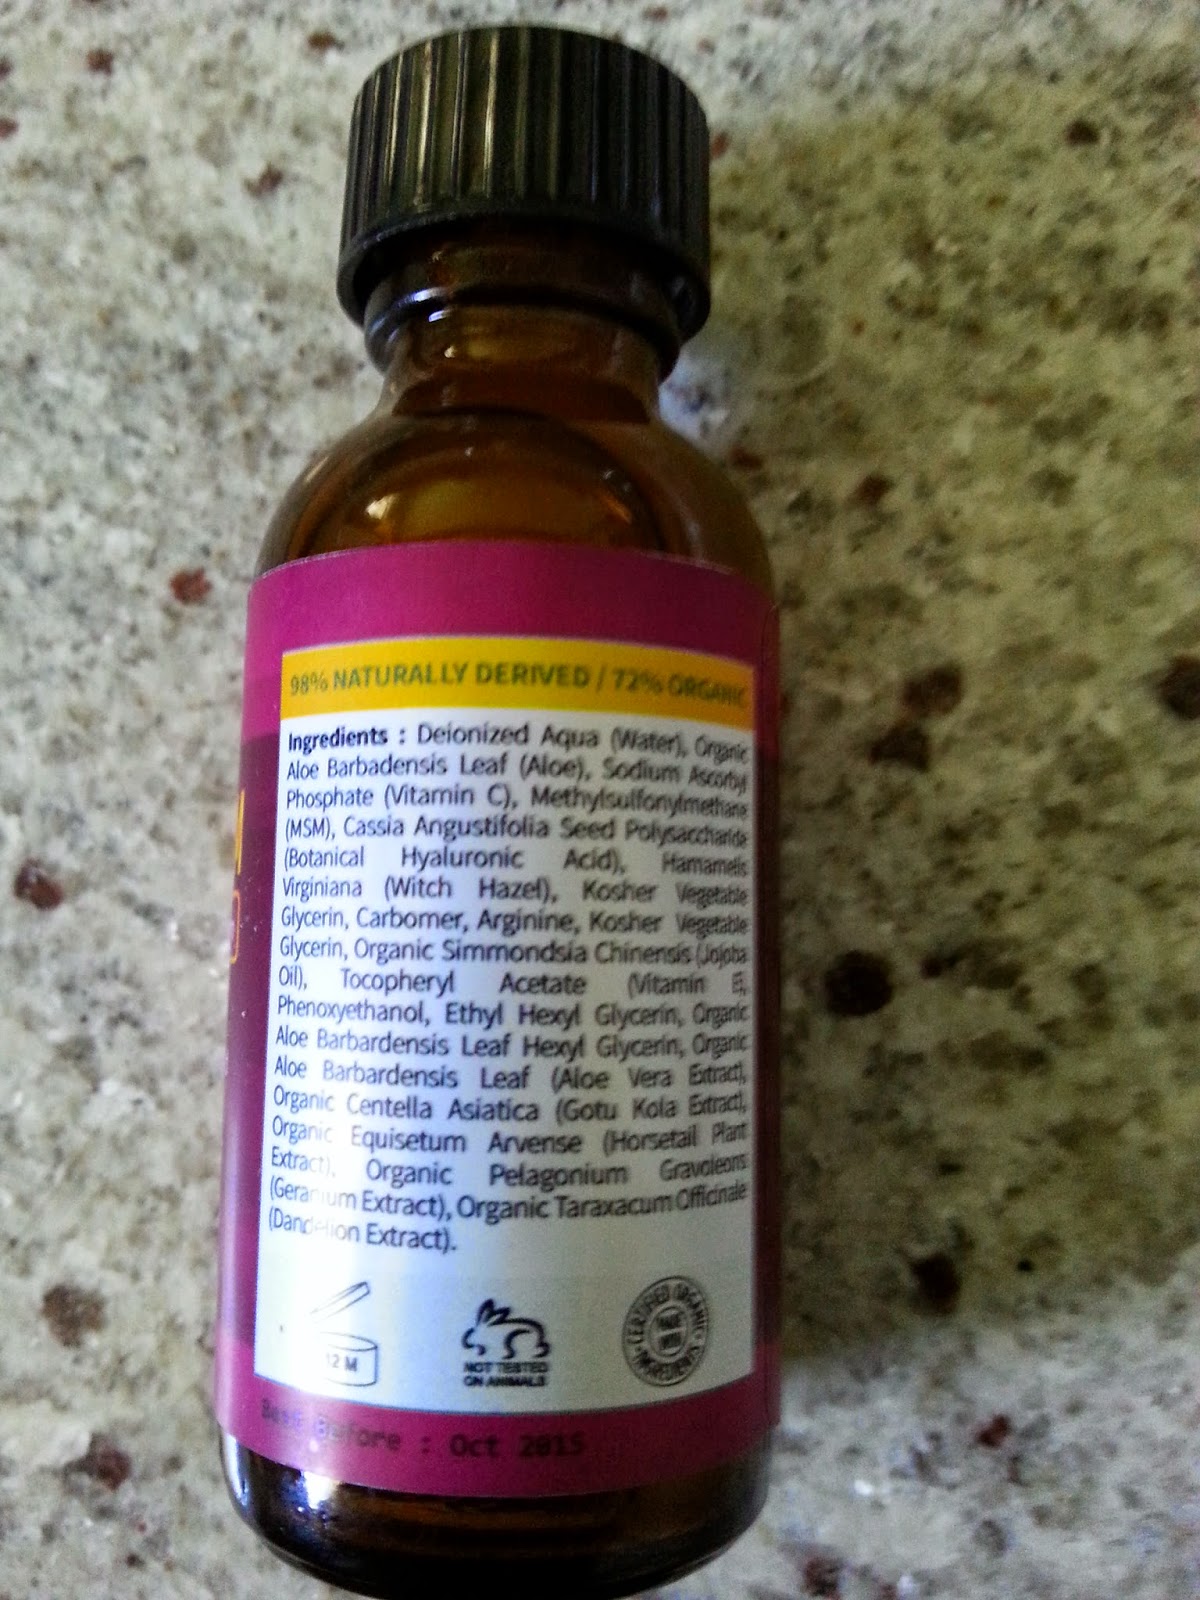 98% NATURALLY DERIVED / 72% ORGANIC
Ingredients : Deionized Aqua (Water), Organic
Aloe Barbadensis Leaf (Aloe), Sodium Ascorbyl
Phosphate (Vitamin C), Methylsulfonylmethane
(MSM), Cassia Angustifolia Seed Polysaccharide
(Botanical Hyaluronic Acid), Hamamelis
Virginiana (Witch Hazel), Kosher Vegetable
Glycerin, Carbomer, Arginine, Kosher Vegetable
Glycerin, Organic Simmondsia Chinensis (Jojoba
Oil), Tocopheryl Acetate (Vitamin E,
Phenoxyethanol, Ethyl Hexyl Glycerin, Organic
Aloe Barbardensis Leaf Hexyl Glycerin, Organic
Aloe Barbardensis Leaf (Aloe Vera Extract),
Organic Centella Asiatica (Gotu Kola Extract),
Organic Equisetum Arvense (Horsetail Plant
Extract), Organic Pelagonium Gravoleons
(Geranium Extract), Organic Taraxacum Officinale
(Dandelion Extract).
12 M
NOT TESTED
ON ANIMALS
CERTIFIED ORGANIC
MADE
WITH
INGREDIENTS
Best Before : Oct 2015